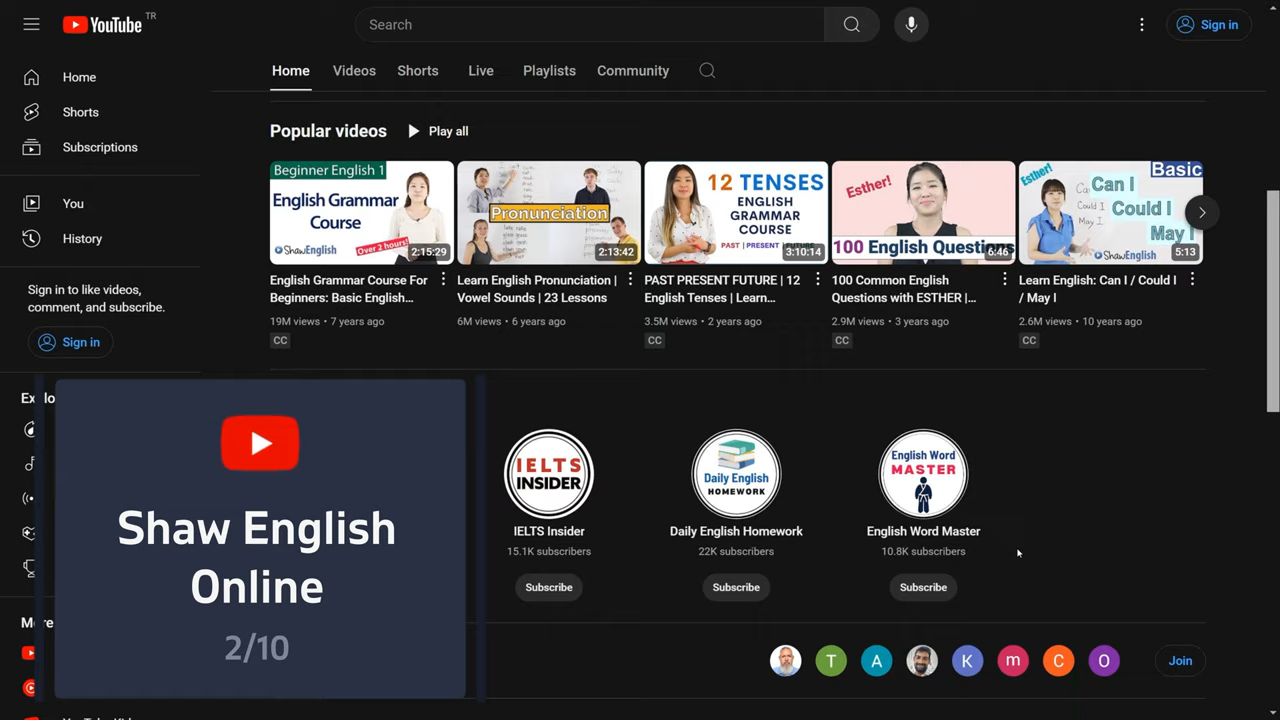 YouTube TR
Search
Sign in
Home
Shorts
Subscriptions
You
History
Sign in to like videos,
comment, and subscribe.
Sign in
Home Videos Shorts Live Playlists Community
Popular videos Play all
Beginner English 1
English Grammar
Course
ShawEnglish
Over 2 hours!
2:15:29
English Grammar Course For
Beginners: Basic English...
19M views • 7 years ago
CC
Pronunciation
2:13:42
Learn English Pronunciation |
Vowel Sounds | 23 Lessons
6M views • 6 years ago
12 TENSES
ENGLISH
GRAMMAR
COURSE
PAST | PRESENT | FUTURE
3:10:14
PAST PRESENT FUTURE | 12
English Tenses | Learn...
3.5M views • 2 years ago
CC
Esther!
100 English Questions
6:46
100 Common English
Questions with ESTHER |...
2.9M views • 3 years ago
CC
Esther!
Basic
Can I
Could I
May I
ShawEnglish
5:13
Learn English: Can I / Could I
/ May I
2.6M views • 10 years ago
CC
Shaw English
Online
2/10
IELTS
INSIDER
IELTS Insider
15.1K subscribers
Subscribe
Daily English
HOMEWORK
Daily English Homework
22K subscribers
Subscribe
English Word
MASTER
English Word Master
10.8K subscribers
Subscribe
T A K m C O
Join